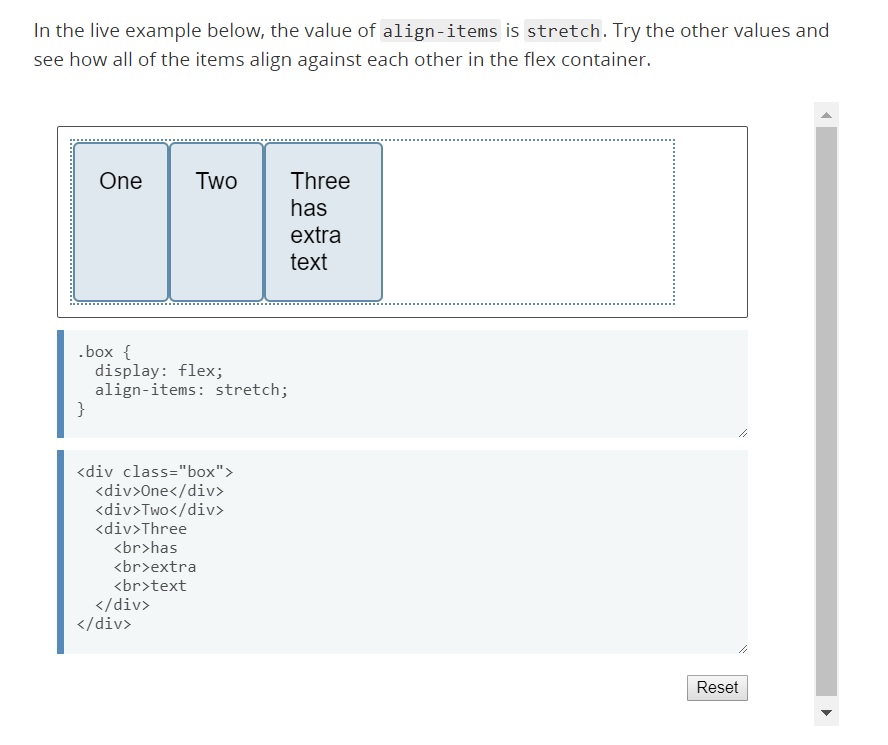 In the live example below, the value of align-items is stretch. Try the other values and
see how all of the items align against each other in the flex container.
One
Two
Three
has
extra
text
.box {
  display: flex;
  align-items: stretch;
}
<div class="box">
  <div>One</div>
  <div>Two</div>
  <div>Three
    <br>has
    <br>extra
    <br>text
  </div>
</div>
Reset